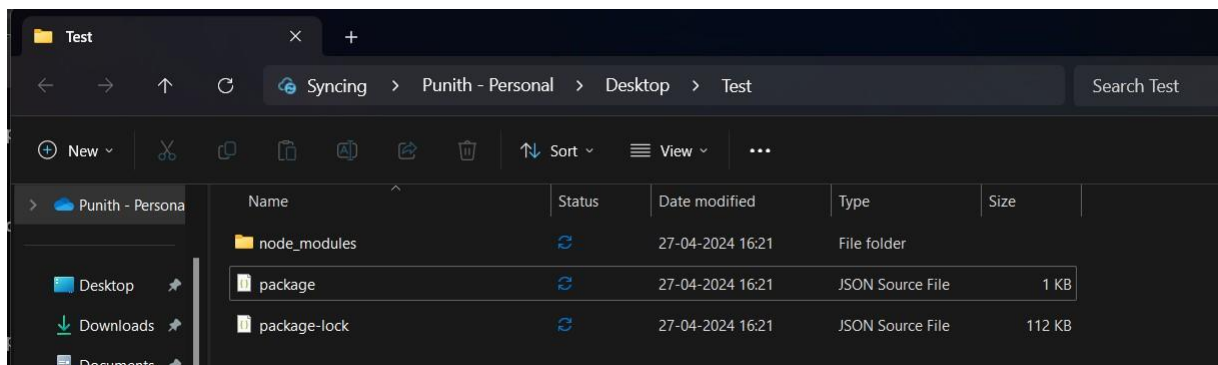 Test
Syncing > Punith - Personal > Desktop > Test
Search Test
New
Sort
View
Punith - Persona
Name Status Date modified Type Size
node_modules 27-04-2024 16:21 File folder
Desktop
package 27-04-2024 16:21 JSON Source File 1 KB
Downloads
package-lock 27-04-2024 16:21 JSON Source File 112 KB
Documents